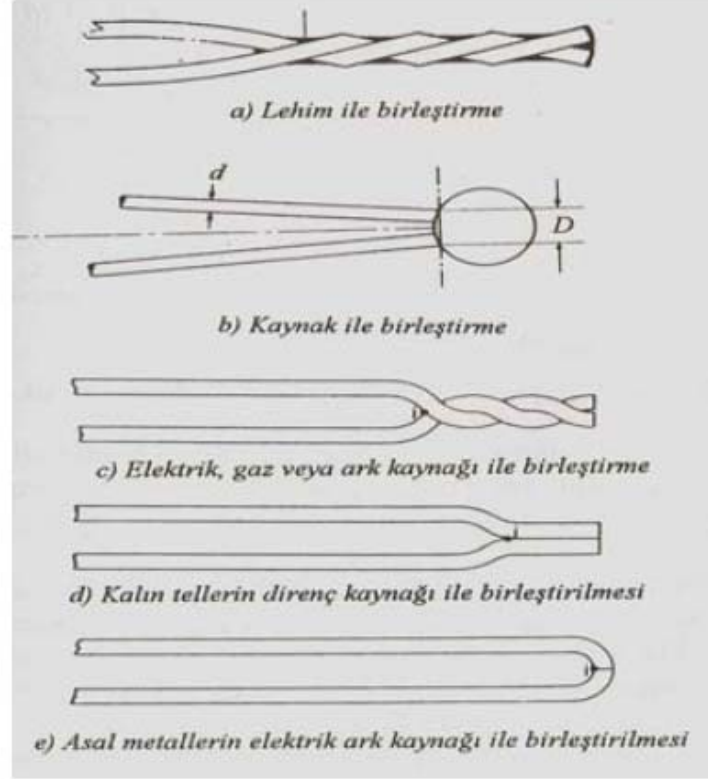 a) Lehim ile birleştirme
d
D
b) Kaynak ile birleştirme
c) Elektrik, gaz veya ark kaynağı ile birleştirme
d) Kalın tellerin direnç kaynağı ile birleştirilmesi
e) Asal metallerin elektrik ark kaynağı ile birleştirilmesi